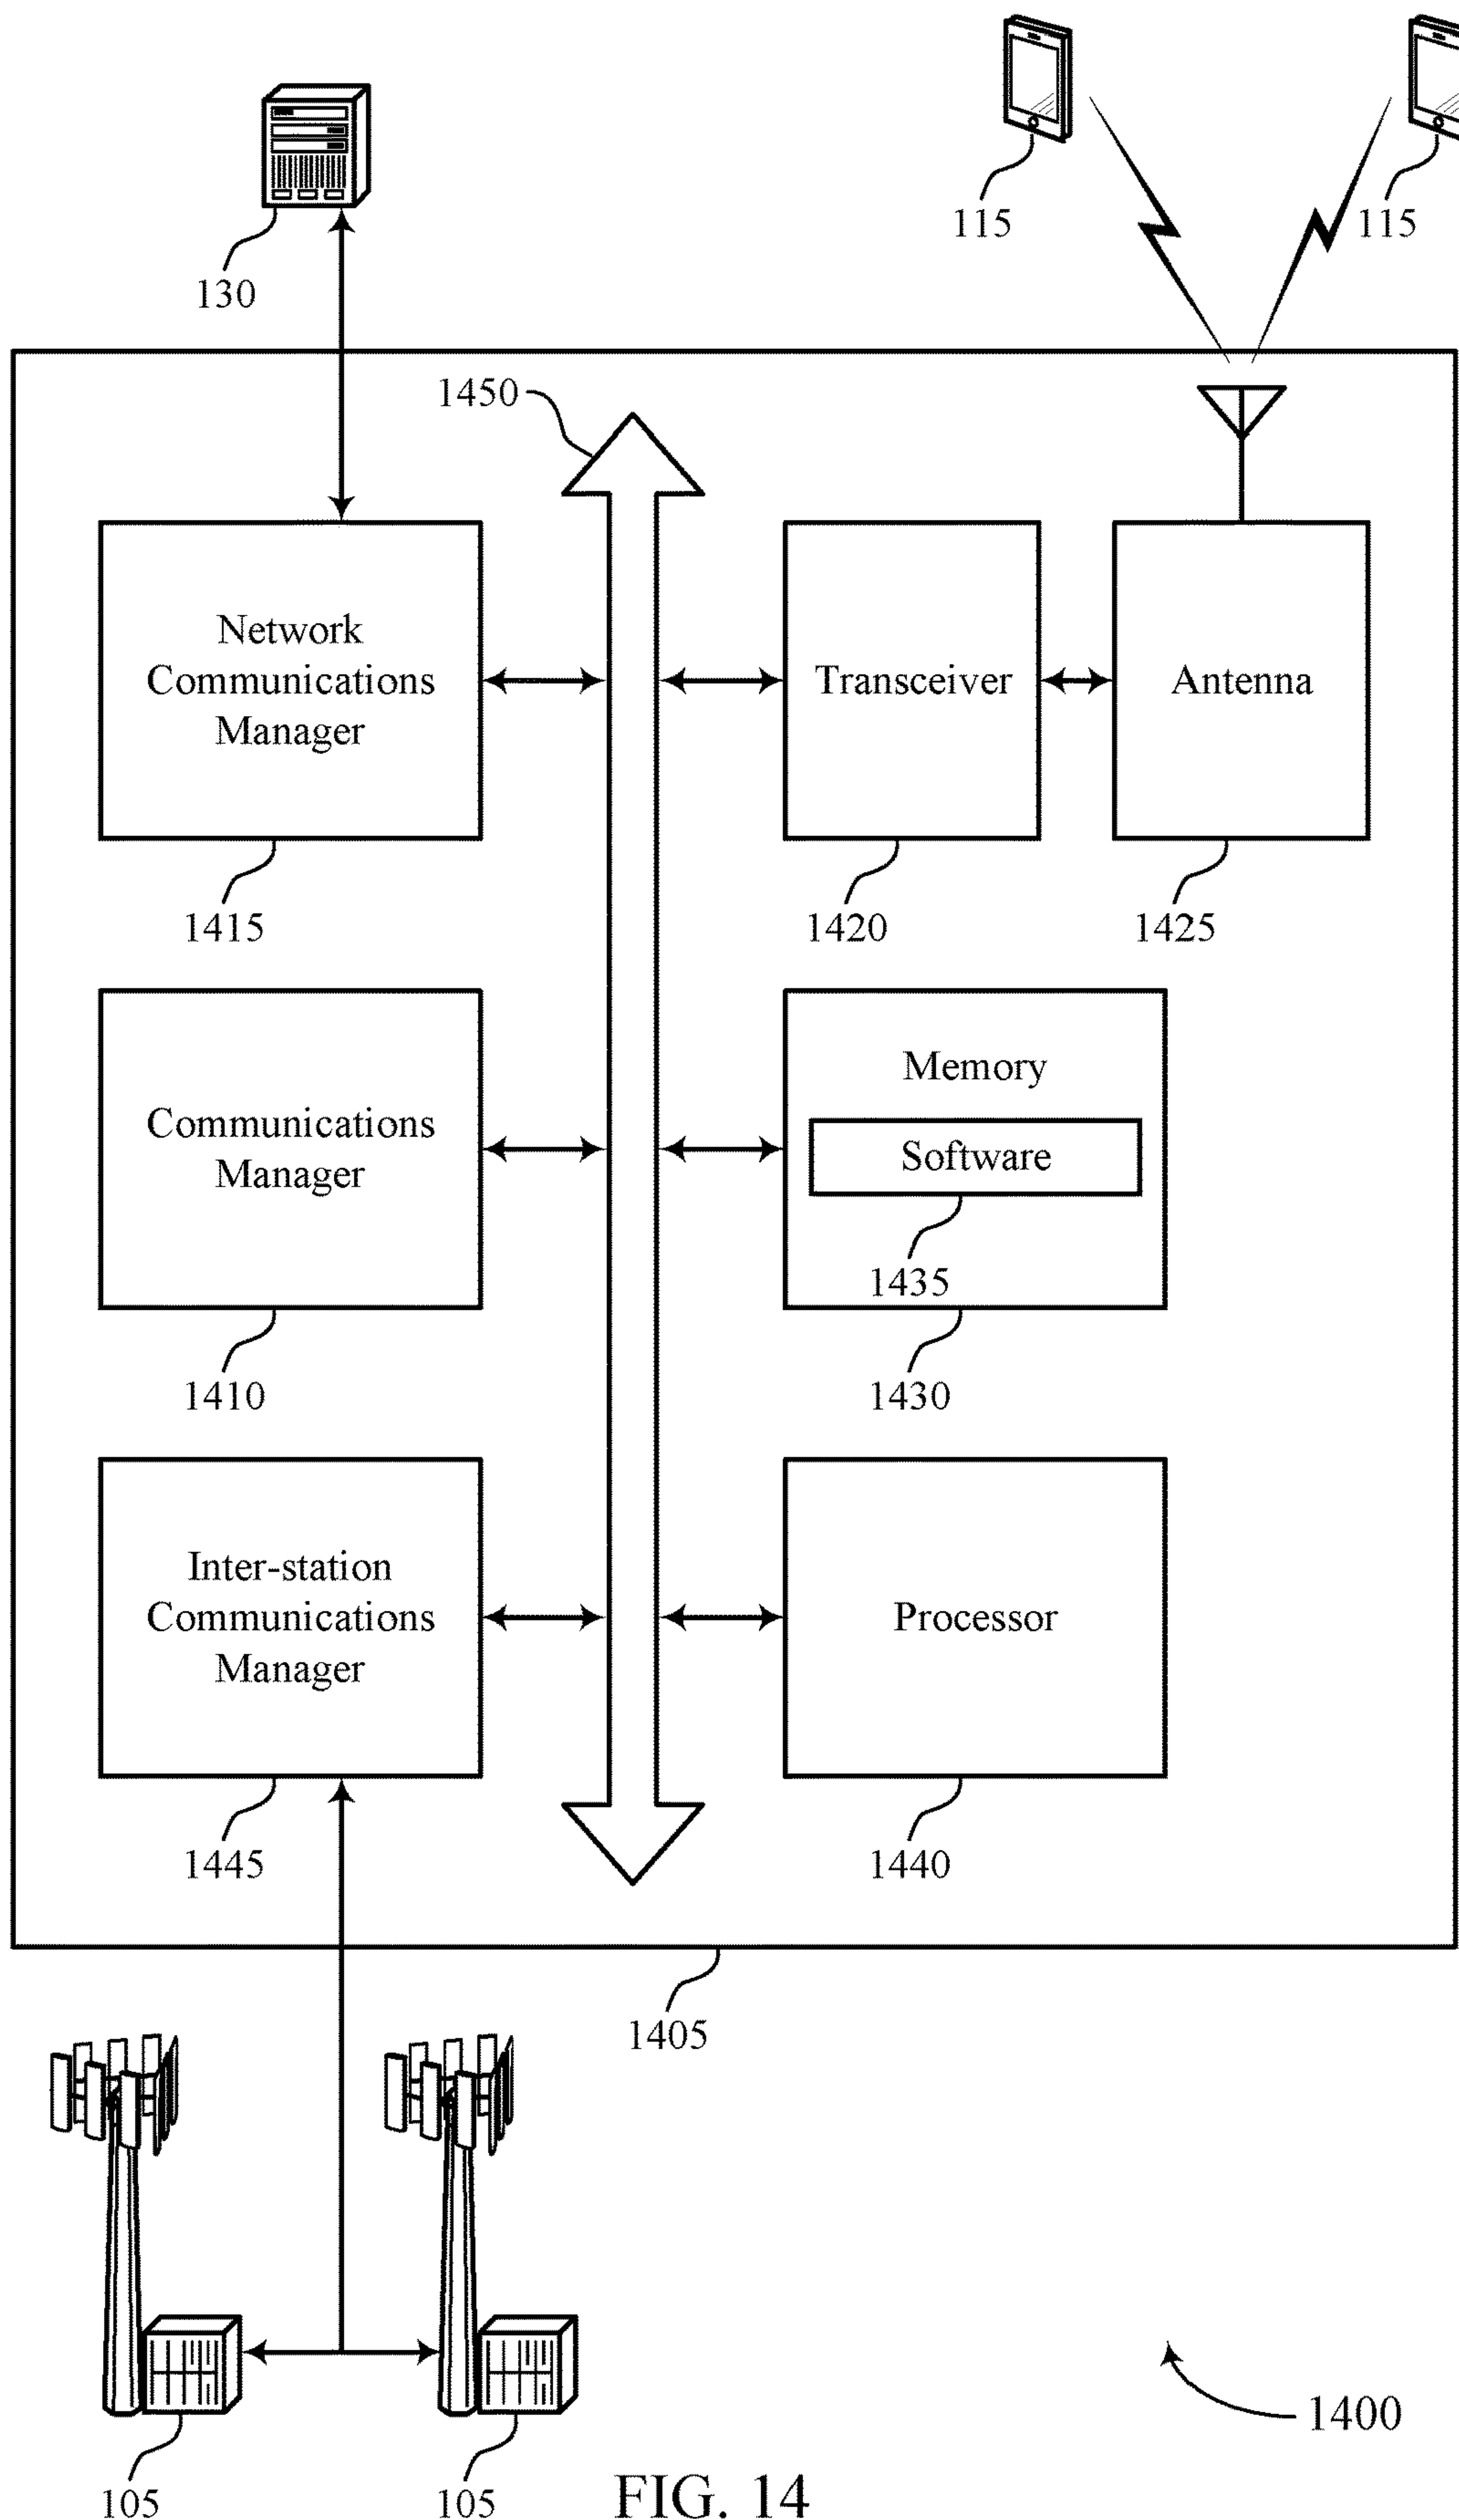 115
115
130
1450
Network
Communications
Manager
Transceiver
Antenna
1415
1420
1425
Communications
Manager
Memory
Software
1435
1410
1430
Inter-station
Communications
Manager
Processor
1445
1440
1405
1400
105
105
FIG. 14